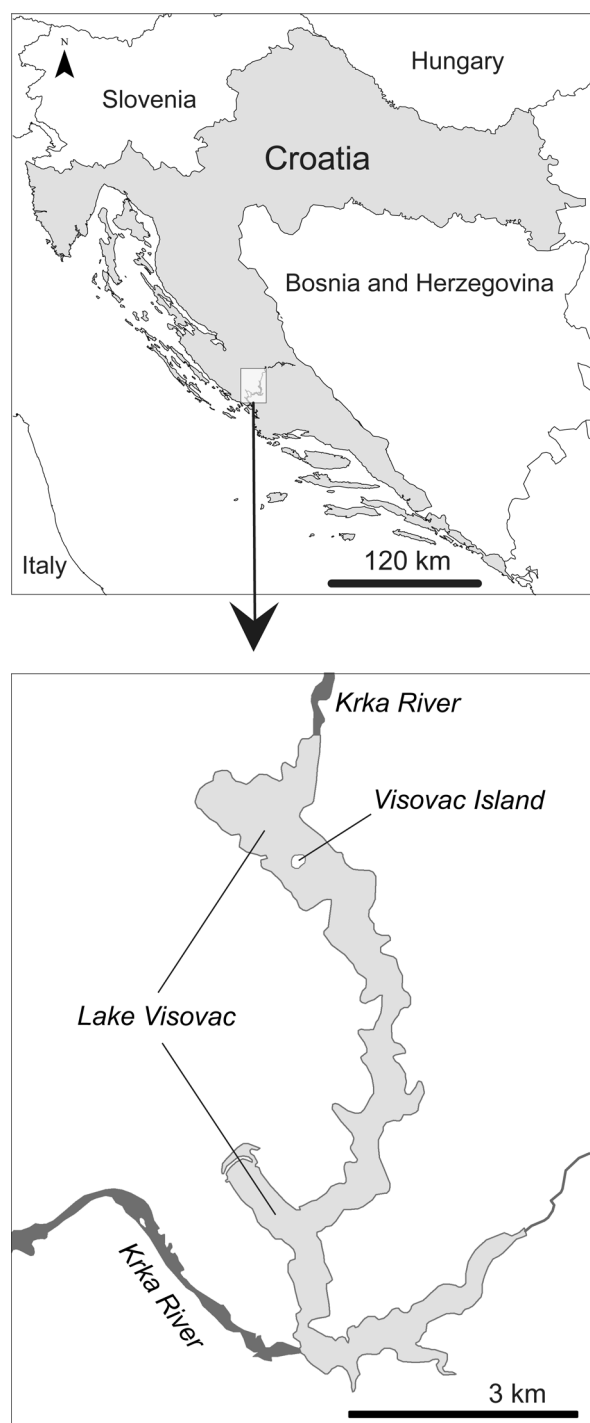 N
Hungary
Slovenia
Croatia
Bosnia and Herzegovina
Italy
120 km
Krka River
Visovac Island
Lake Visovac
Krka River
3 km